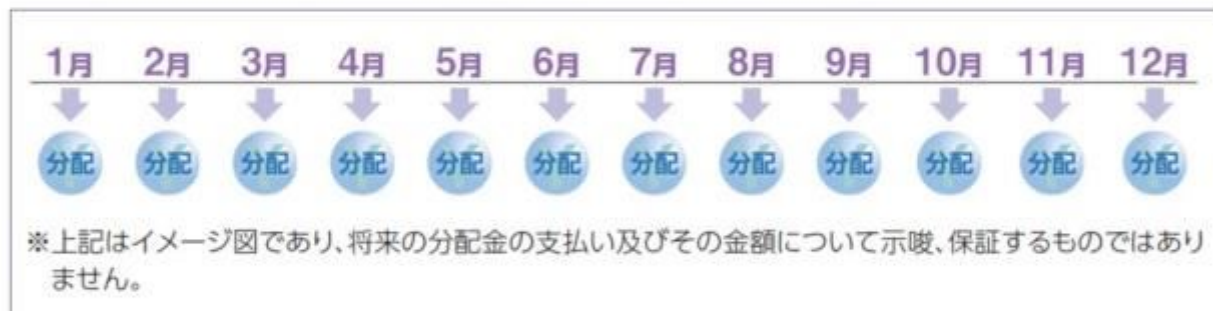 1月 2月 3月 4月 5月 6月 7月 8月 9月 10月 11月 12月
分配 分配 分配 分配 分配 分配 分配 分配 分配 分配 分配 分配
※上記はイメージ図であり、将来の分配金の支払い及びその金額について示唆、保証するものではあり
ません。